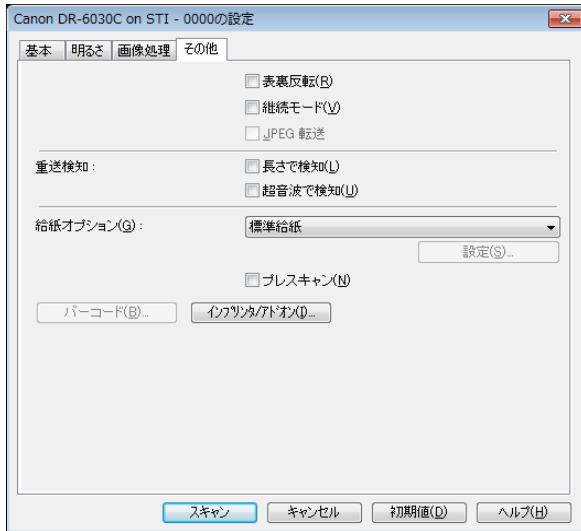 Canon DR-6030C on STI - 0000の設定
基本 明るさ 画像処理 その他
表裏反転(R)
継続モード(V)
JPEG 転送
重送検知: 長さで検知(L)
超音波で検知(U)
給紙オプション(G): 標準給紙
設定(S)...
プレスキャン(N)
バーコード(B)... インプリンタ/アドオン(I)...
スキャン キャンセル 初期値(D) ヘルプ(H)